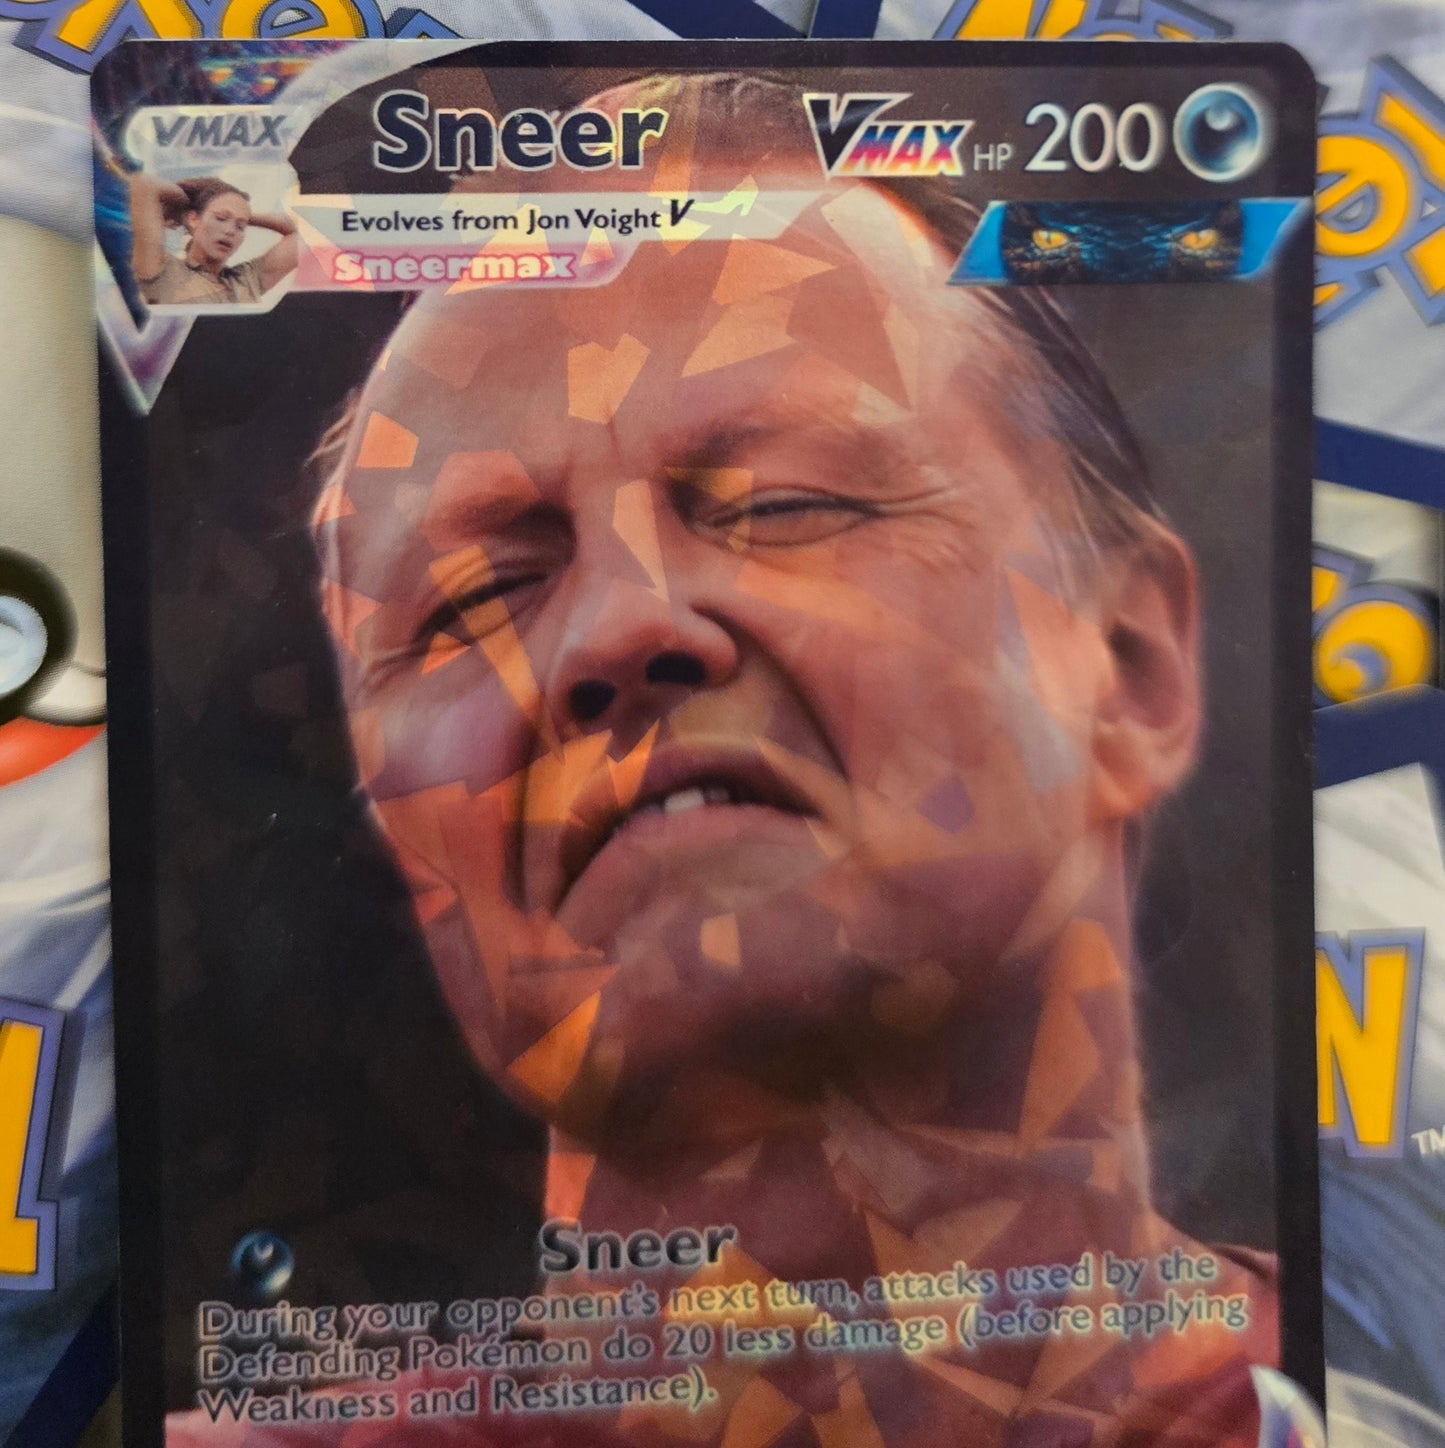 VMAX
Sneer
VMAX HP 200
Evolves from Jon Voight V
Sneermax
Sneer
During your opponent's next turn, attacks used by the
Defending Pokémon do 20 less damage (before applying
Weakness and Resistance).
TM